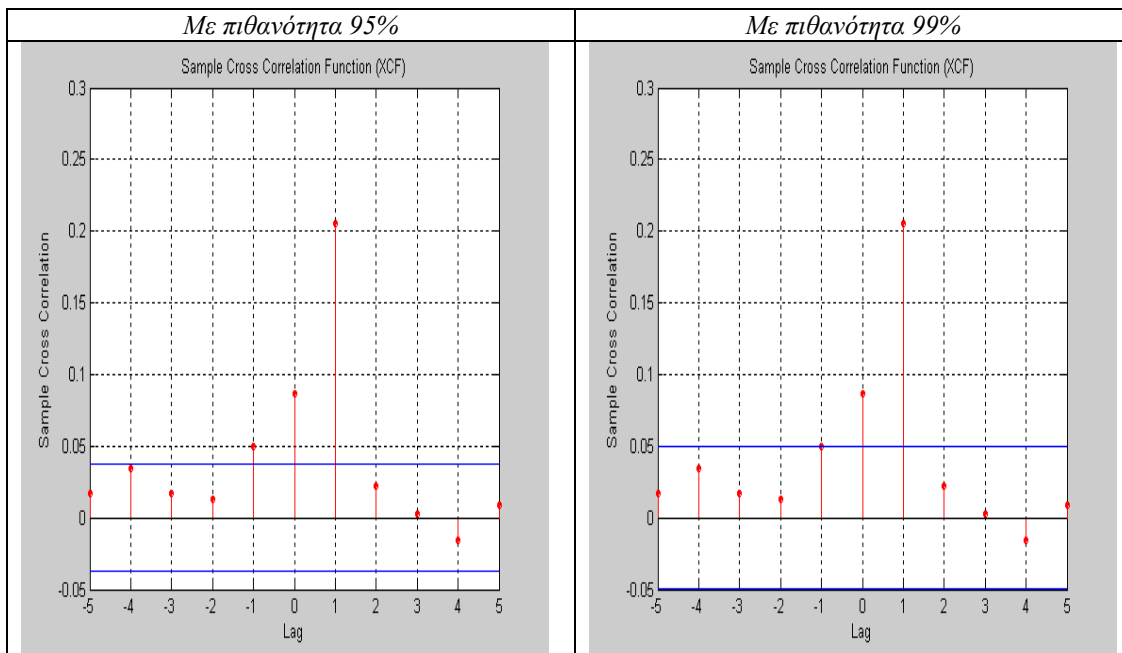 Με πιθανότητα 95%
Με πιθανότητα 99%
Sample Cross Correlation Function (XCF)
Sample Cross Correlation
0.3
0.25
0.2
0.15
0.1
0.05
0
-0.05
-5 -4 -3 -2 -1 0 1 2 3 4 5
Lag
Sample Cross Correlation Function (XCF)
Sample Cross Correlation
0.3
0.25
0.2
0.15
0.1
0.05
0
-0.05
-5 -4 -3 -2 -1 0 1 2 3 4 5
Lag